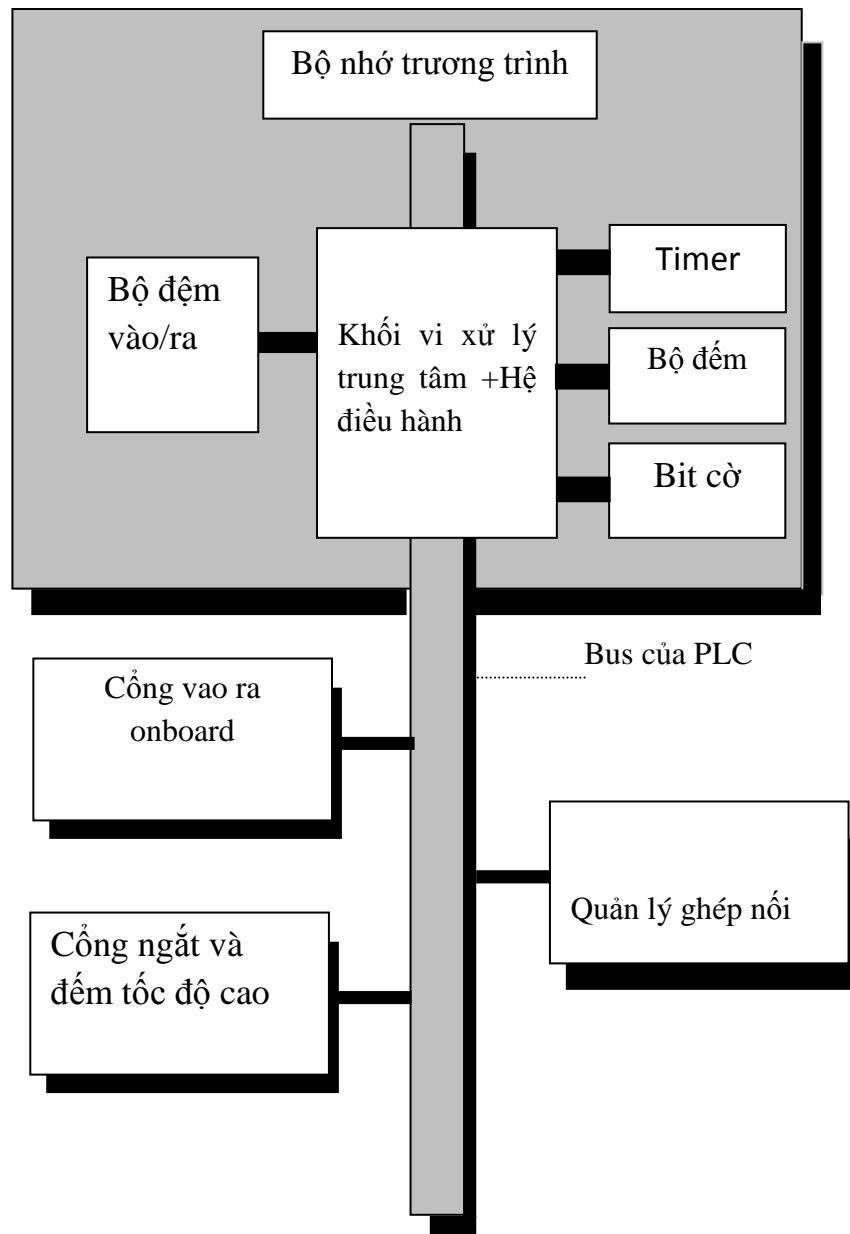 Bộ nhớ trương trình
Timer
Bộ đệm
vào/ra
Khối vi xử lý
trung tâm +Hệ
điều hành
Bộ đếm
Bit cờ
Bus của PLC
Cổng vao ra
onboard
Quản lý ghép nối
Cổng ngắt và
đếm tốc độ cao